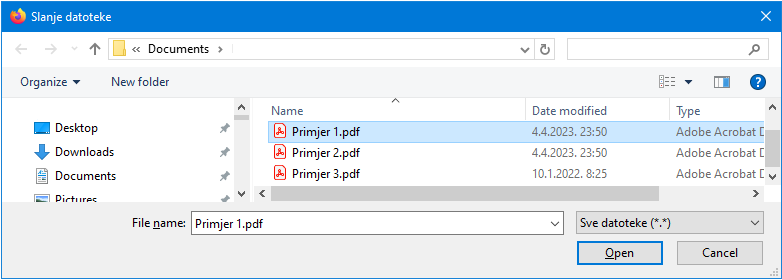 Slanje datoteke
« Documents ›
Organize New folder ?
Name Date modified Type
Desktop
Downloads
Documents
Pictures
Primjer 1.pdf 4.4.2023. 23:50 Adobe Acrobat D
Primjer 2.pdf 4.4.2023. 23:50 Adobe Acrobat D
Primjer 3.pdf 10.1.2022. 8:25 Adobe Acrobat D
File name: Primjer 1.pdf Sve datoteke (*.*)
Open Cancel